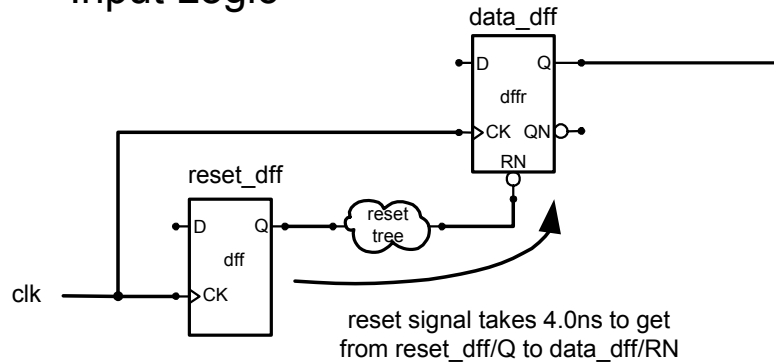 Input Logic
data_dff
D
Q
dffr
CK
QN
RN
reset_dff
D
Q
dff
CK
reset
tree
clk
reset signal takes 4.0ns to get
from reset_dff/Q to data_dff/RN